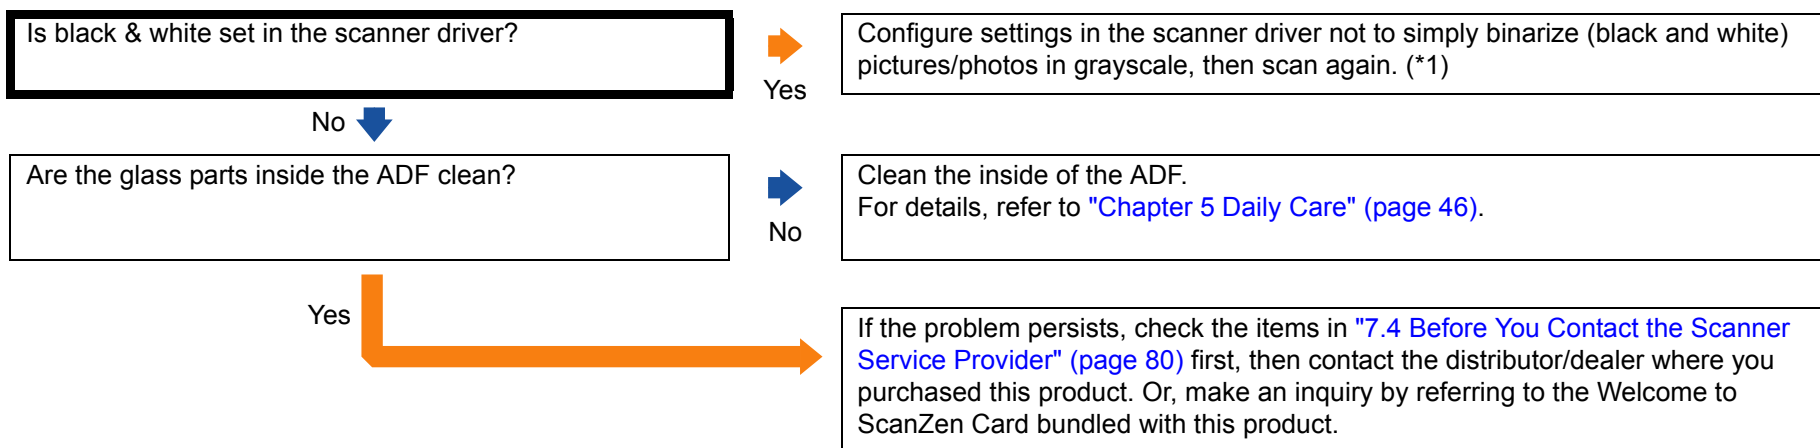 Is black & white set in the scanner driver?
Yes
Configure settings in the scanner driver not to simply binarize (black and white)
pictures/photos in grayscale, then scan again. (*1)
No
Are the glass parts inside the ADF clean?
No
Clean the inside of the ADF.
For details, refer to "Chapter 5 Daily Care" (page 46).
Yes
If the problem persists, check the items in "7.4 Before You Contact the Scanner
Service Provider" (page 80) first, then contact the distributor/dealer where you
purchased this product. Or, make an inquiry by referring to the Welcome to
ScanZen Card bundled with this product.